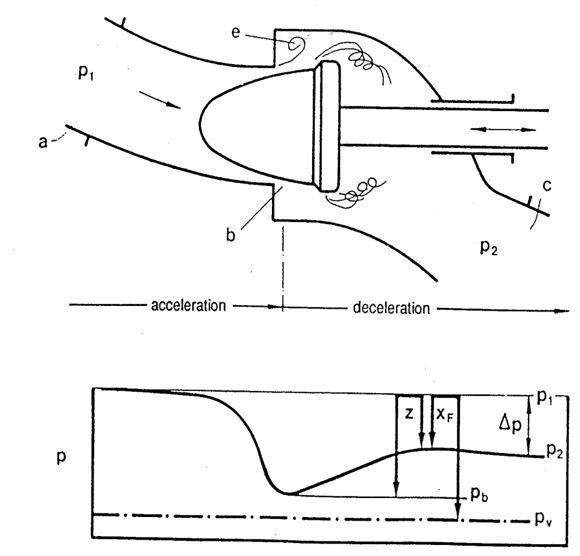 e
p1
a
b
c
p2
acceleration
deceleration
z
xF
Δp
p1
p
p2
pb
pv